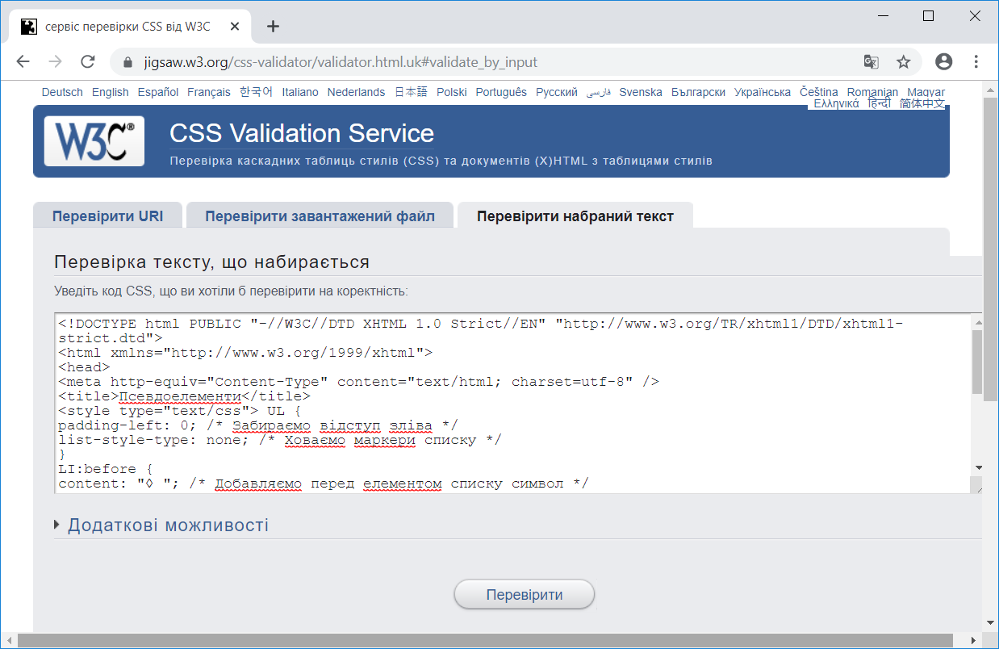 сервіс перевірки CSS від W3C
jigsaw.w3.org/css-validator/validator.html.uk#validate_by_input
Deutsch English Español Français 한국어 Italiano Nederlands 日本語 Polski Português Русский فارسی Svenska Български Українська Čeština Romanian Magyar
Ελληνικά हिन्दी 简体中文
W3C® CSS Validation Service
Перевірка каскадних таблиць стилів (CSS) та документів (X)HTML з таблицями стилів
Перевірити URI Перевірити завантажений файл Перевірити набраний текст
Перевірка тексту, що набирається
Уведіть код CSS, що ви хотіли б перевірити на коректність:
<!DOCTYPE html PUBLIC "-//W3C//DTD XHTML 1.0 Strict//EN" "http://www.w3.org/TR/xhtml1/DTD/xhtml1-
strict.dtd">
<html xmlns="http://www.w3.org/1999/xhtml">
<head>
<meta http-equiv="Content-Type" content="text/html; charset=utf-8" />
<title>Псевдоелементи</title>
<style type="text/css"> UL {
padding-left: 0; /* Забираємо відступ зліва */
list-style-type: none; /* Ховаємо маркери списку */
}
LI:before {
content: "◊ "; /* Добавляємо перед елементом списку символ */
Додаткові можливості
Перевірити